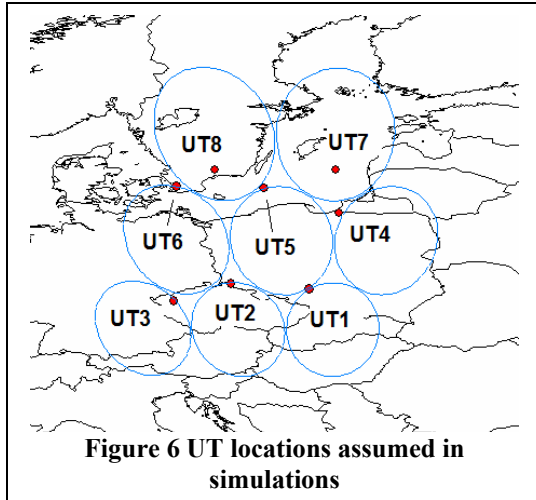 UT8
UT7
UT6
UT5
UT4
UT3
UT2
UT1
Figure 6 UT locations assumed in
simulations